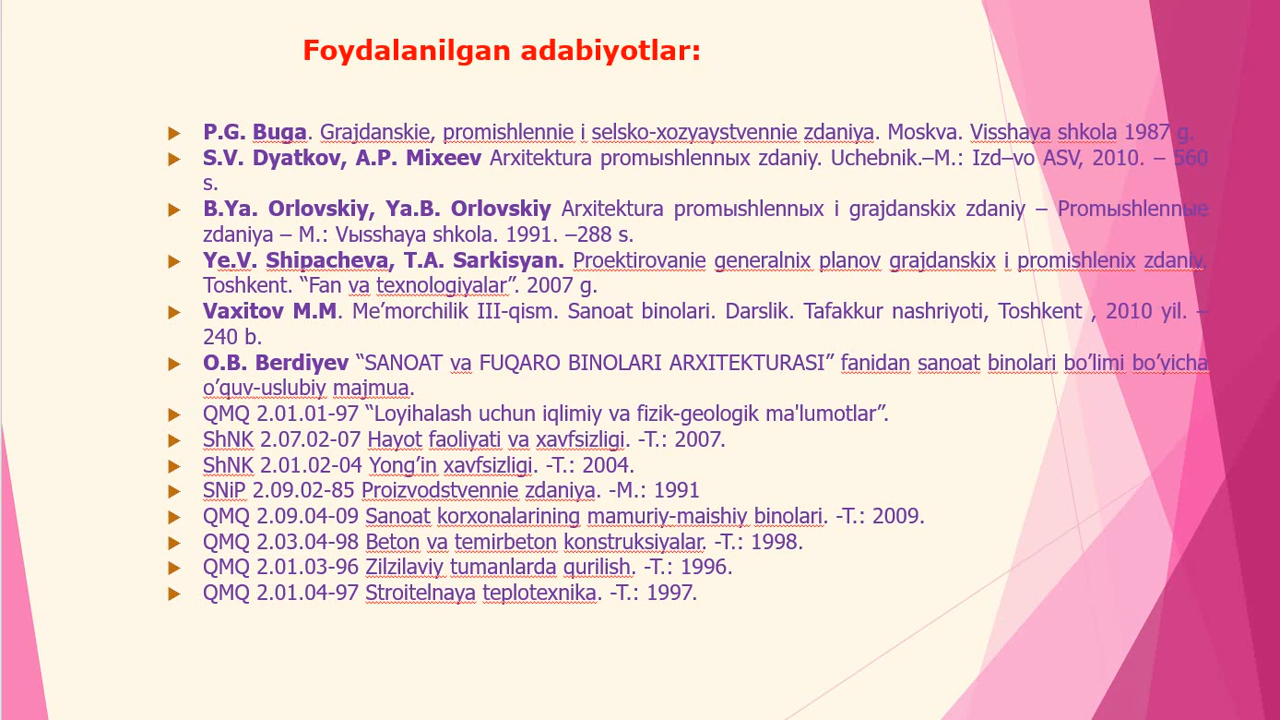 Foydalanilgan adabiyotlar:
P.G. Buga. Grajdanskie, promishlennie i selsko-xozyaystvennie zdaniya. Moskva. Visshaya shkola 1987 g.
S.V. Dyatkov, A.P. Mixeev Arxitektura promыshlennыx zdaniy. Uchebnik.–M.: Izd–vo ASV, 2010. – 560
s.
B.Ya. Orlovskiy, Ya.B. Orlovskiy Arxitektura promыshlennыx i grajdanskix zdaniy – Promыshlennыe
zdaniya – M.: Vыsshaya shkola. 1991. –288 s.
Ye.V. Shipacheva, T.A. Sarkisyan. Proektirovanie generalnix planov grajdanskix i promishlenix zdaniy.
Toshkent. “Fan va texnologiyalar”. 2007 g.
Vaxitov M.M. Me’morchilik III-qism. Sanoat binolari. Darslik. Tafakkur nashriyoti, Toshkent , 2010 yil. –
240 b.
O.B. Berdiyev “SANOAT va FUQARO BINOLARI ARXITEKTURASI” fanidan sanoat binolari bo’limi bo’yicha
o’quv-uslubiy majmua.
QMQ 2.01.01-97 “Loyihalash uchun iqlimiy va fizik-geologik ma'lumotlar”.
ShNK 2.07.02-07 Hayot faoliyati va xavfsizligi. -T.: 2007.
ShNK 2.01.02-04 Yong’in xavfsizligi. -T.: 2004.
SNiP 2.09.02-85 Proizvodstvennie zdaniya. -M.: 1991
QMQ 2.09.04-09 Sanoat korxonalarining mamuriy-maishiy binolari. -T.: 2009.
QMQ 2.03.04-98 Beton va temirbeton konstruksiyalar. -T.: 1998.
QMQ 2.01.03-96 Zilzilaviy tumanlarda qurilish. -T.: 1996.
QMQ 2.01.04-97 Stroitelnaya teplotexnika. -T.: 1997.